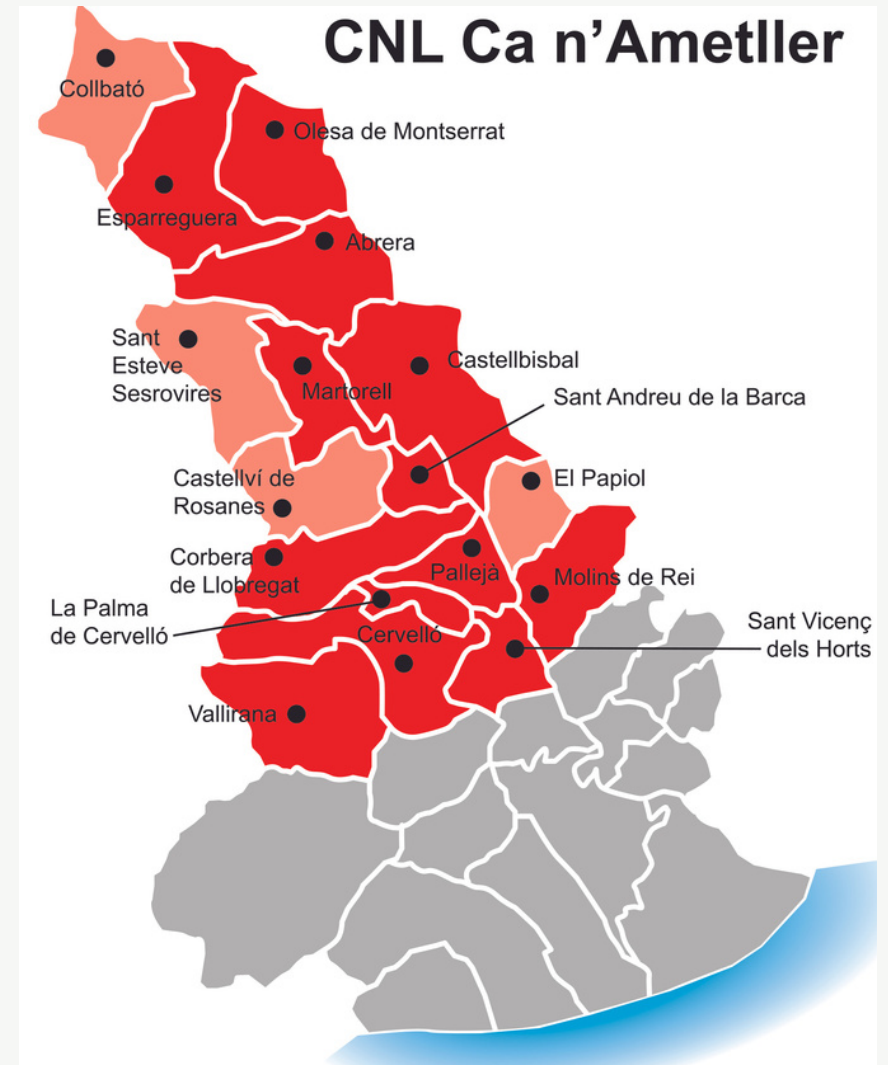 CNL Ca n’Ametller
Collbató
Olesa de Montserrat
Esparreguera
Abrera
Sant
Esteve
Sesrovires
Martorell
Castellbisbal
Sant Andreu de la Barca
Castellví de
Rosanes
El Papiol
Corbera
de Llobregat
Pallejà
Molins de Rei
La Palma
de Cervelló
Cervelló
Sant Vicenç
dels Horts
Vallirana